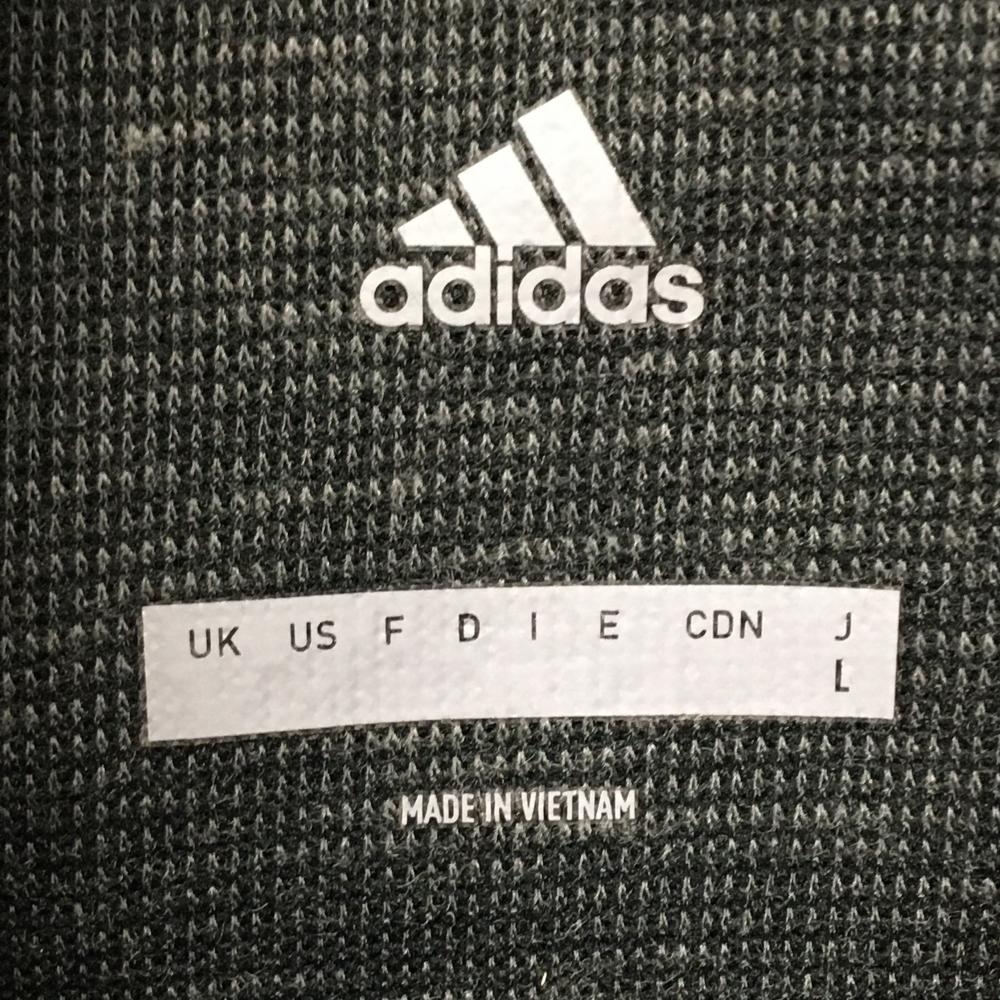 adidas
UK US F D I E CDN J
L
MADE IN VIETNAM